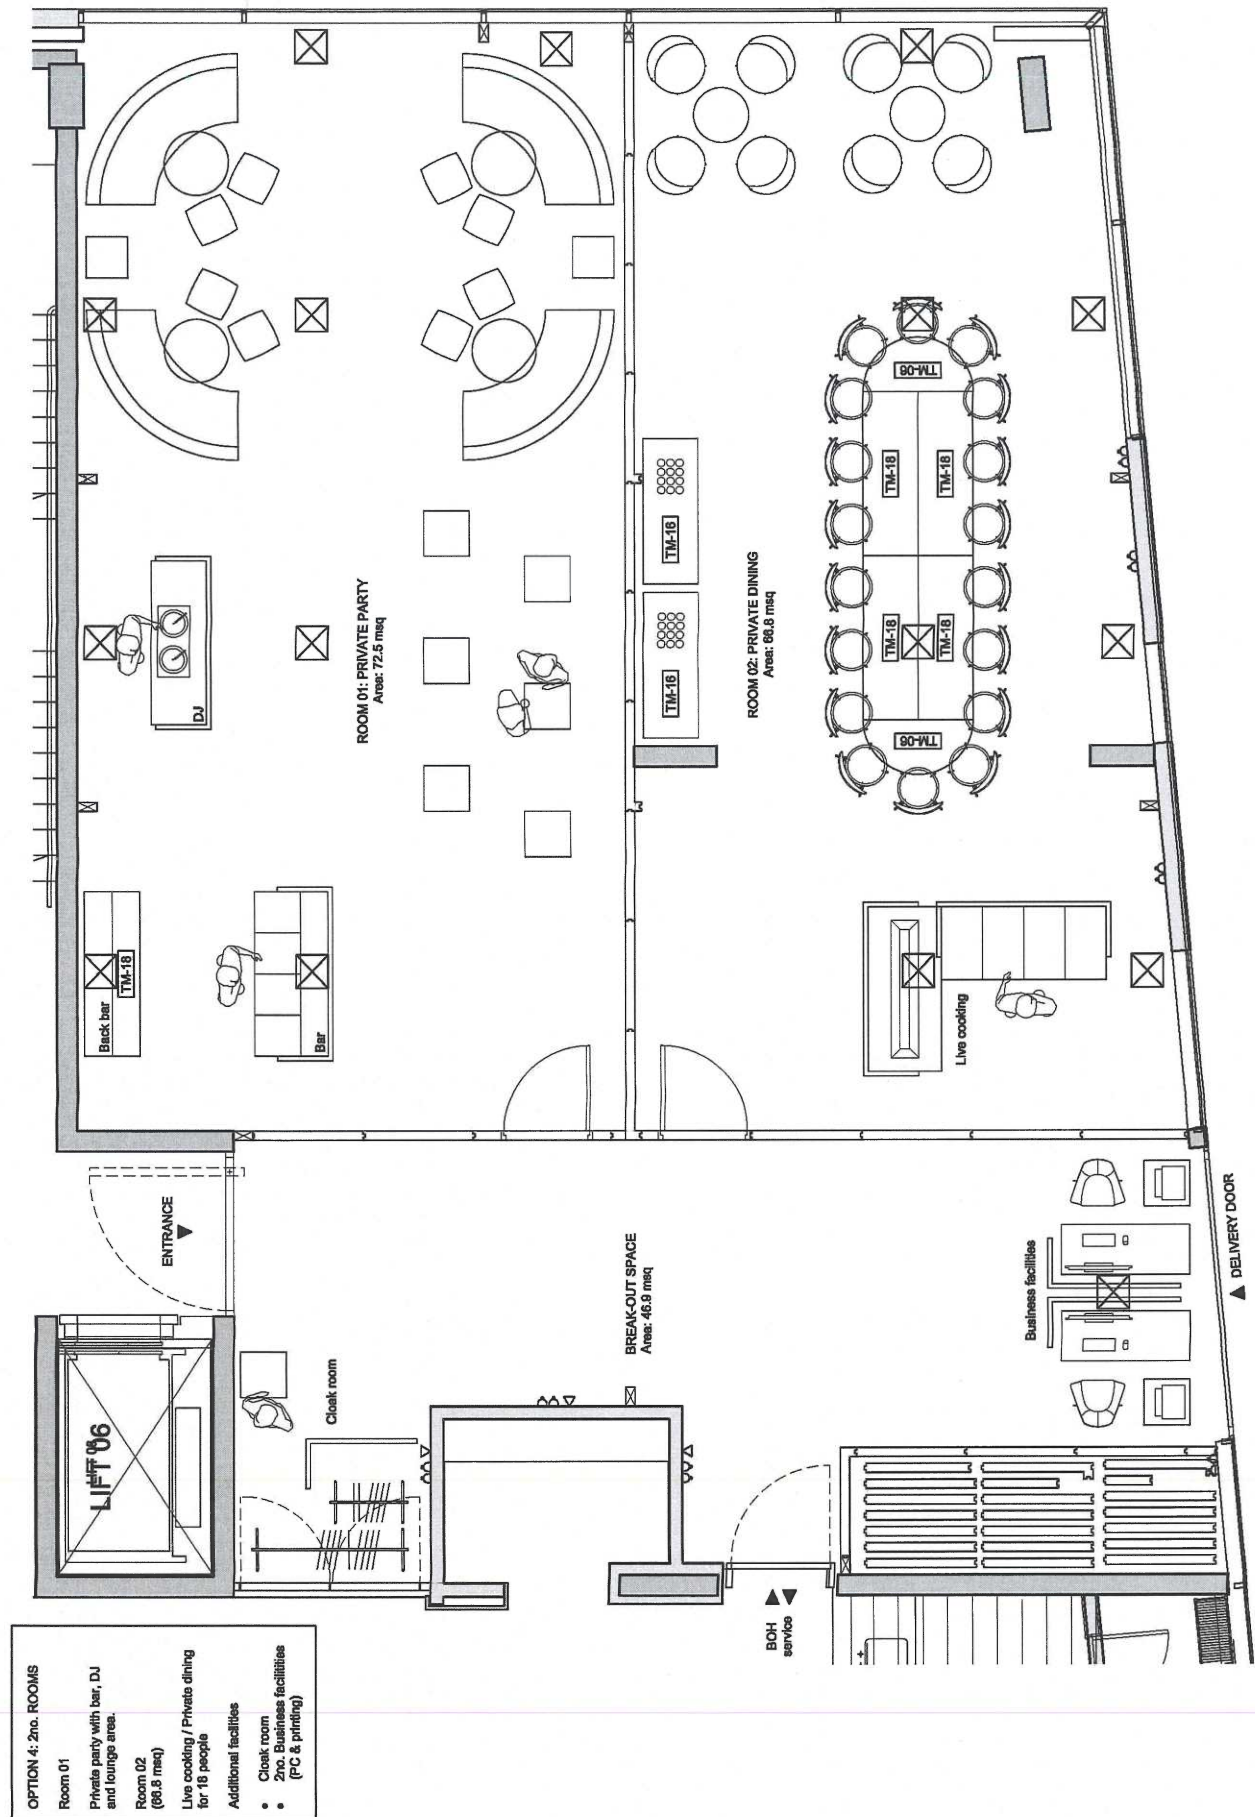 OPTION 4: 2no. ROOMS
Room 01
Private party with bar, DJ
and lounge area.
Room 02
(66.8 msq)
Live cooking / Private dining
for 18 people
Additional facilities
• Cloak room
• 2no. Business facilities
(PC & printing)
LIFT 06
LIFT 06
ENTRANCE
Back bar
TM-18
Bar
DJ
Cloak room
ROOM 01: PRIVATE PARTY
Area: 72.5 msq
BREAK-OUT SPACE
Area: 46.9 msq
TM-16
TM-16
ROOM 02: PRIVATE DINING
Area: 66.8 msq
BOH
service
TM-06
TM-18
TM-18
TM-18
TM-18
TM-06
Live cooking
Business facilities
DELIVERY DOOR